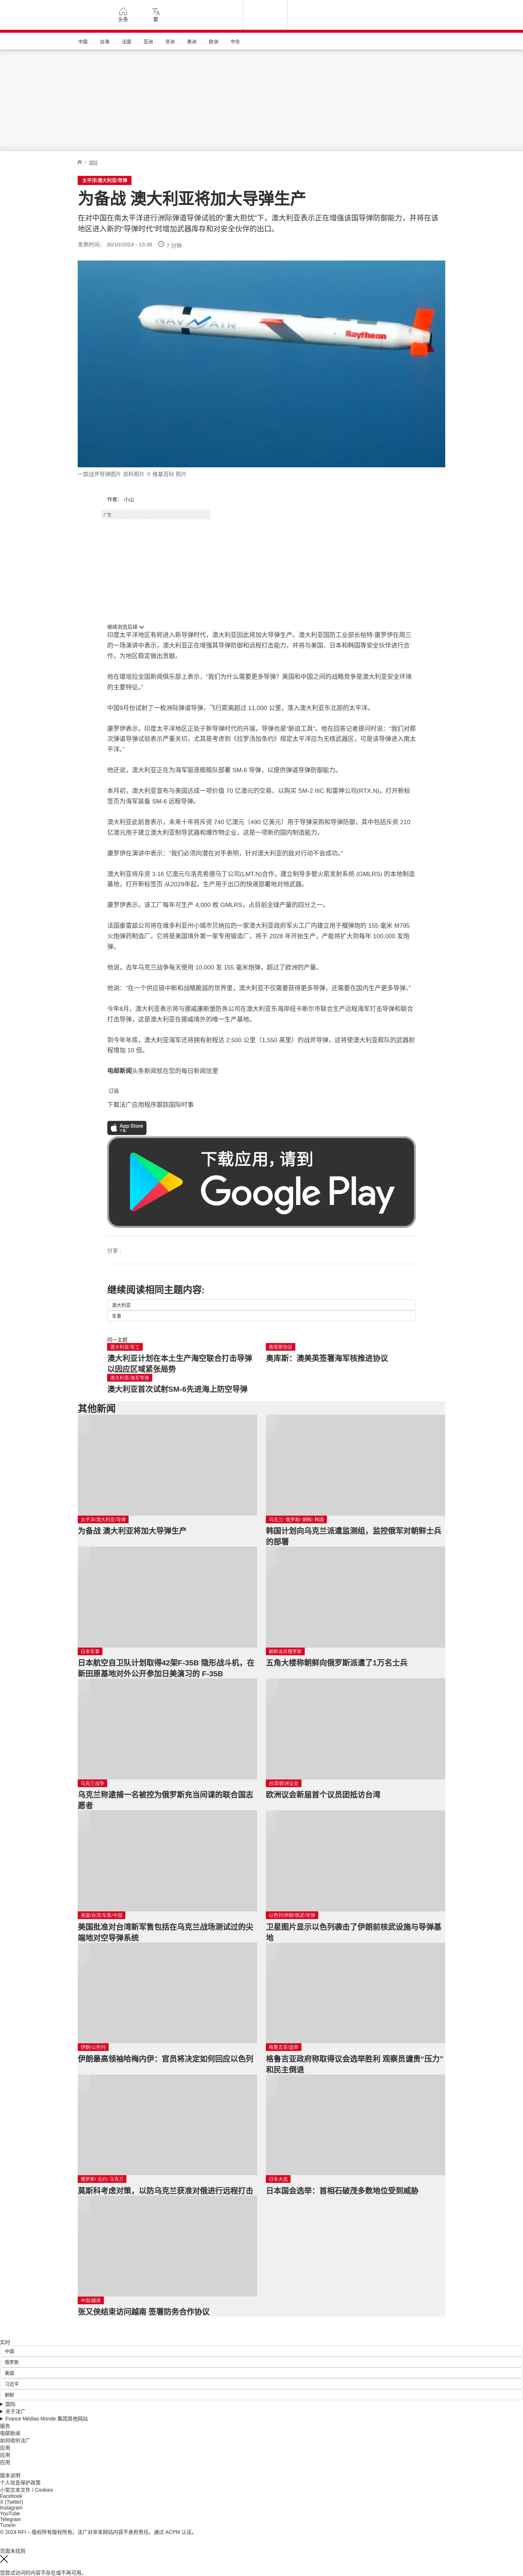 头条
繁
中国
台海
法国
亚洲
非洲
美洲
欧洲
中东
/ 国际
太平洋/澳大利亚/导弹
为备战 澳大利亚将加大导弹生产
在对中国在南太平洋进行洲际弹道导弹试验的“重大担忧”下，澳大利亚表示正在增强该国导弹防御能力，并将在该
地区进入新的“导弹时代”时增加武器库存和对安全伙伴的出口。
发表时间： 30/10/2024 - 10:38
7 分钟
NAVAIR
Raytheon
一款战斧导弹图片 资料照片 © 维基百科 照片
作者： 小山
广告
继续浏览后续
印度太平洋地区有称进入新导弹时代，澳大利亚因此将加大导弹生产。澳大利亚国防工业部长帕特·康罗伊在周三
的一场演讲中表示，澳大利亚正在增强其导弹防御和远程打击能力，并将与美国、日本和韩国等安全伙伴进行合
作，为地区稳定做出贡献。
他在堪培拉全国新闻俱乐部上表示，“我们为什么需要更多导弹？美国和中国之间的战略竞争是澳大利亚安全环境
的主要特征。”
中国9月份试射了一枚洲际弹道导弹，飞行距离超过 11,000 公里，落入澳大利亚东北部的太平洋。
康罗伊表示，印度太平洋地区正处于新导弹时代的开端，导弹也是“胁迫工具”。他在回答记者提问时说：“我们对那
次弹道导弹试验表示严重关切，尤其是考虑到《拉罗汤加条约》规定太平洋应为无核武器区，可是该导弹进入南太
平洋。”
他还说，澳大利亚正在为海军驱逐舰舰队部署 SM-6 导弹，以提供弹道导弹防御能力。
本月初，澳大利亚宣布与美国达成一项价值 70 亿澳元的交易，以购买 SM-2 IIIC 和雷神公司(RTX.N)，打开新标
签页为海军装备 SM-6 远程导弹。
澳大利亚此前曾表示，未来十年将斥资 740 亿澳元（490 亿美元）用于导弹采购和导弹防御，其中包括斥资 210
亿澳元用于建立澳大利亚制导武器和爆炸物企业，这是一项新的国内制造能力。
康罗伊在演讲中表示：“我们必须向潜在对手表明，针对澳大利亚的敌对行动不会成功。”
澳大利亚将斥资 3.16 亿澳元与洛克希德马丁公司(LMT.N)合作，建立制导多管火箭发射系统 (GMLRS) 的本地制造
基地，打开新标签页 从2029年起，生产用于出口的快速部署地对地武器。
康罗伊表示，该工厂每年可生产 4,000 枚 GMLRS，占目前全球产量的四分之一。
法国泰雷兹公司将在维多利亚州小城市贝纳拉的一家澳大利亚政府军火工厂内建立用于榴弹炮的 155 毫米 M795
火炮弹药制造厂。它将是美国境外第一家专用锻造厂，将于 2028 年开始生产，产能将扩大到每年 100,000 发炮
弹。
他说，去年乌克兰战争每天使用 10,000 发 155 毫米炮弹，超过了欧洲的产量。
他说：“在一个供应链中断和战略脆弱的世界里，澳大利亚不仅需要获得更多导弹，还需要在国内生产更多导弹。”
今年8月，澳大利亚表示将与挪威康斯堡防务公司在澳大利亚东海岸纽卡斯尔市联合生产远程海军打击导弹和联合
打击导弹，这是澳大利亚在挪威境外的唯一生产基地。
到今年年底，澳大利亚海军还将拥有射程达 2,500 公里（1,550 英里）的战斧导弹，这将使澳大利亚舰队的武器射
程增加 10 倍。
电邮新闻头条新闻就在您的每日新闻信里
订阅
下载法广应用程序跟踪国际时事
App Store
下载
下载应用，请到
Google Play
分享 :
继续阅读相同主题内容:
澳大利亚
军事
同一主题
澳大利亚/军工
澳大利亚计划在本土生产海空联合打击导弹
以因应区域紧张局势
奥库斯协议
奥库斯：澳美英签署海军核推进协议
澳大利亚/海军导弹
澳大利亚首次试射SM-6先进海上防空导弹
其他新闻
太平洋/澳大利亚/导弹
为备战 澳大利亚将加大导弹生产
乌克兰/ 俄罗斯/ 朝鲜/ 韩国
韩国计划向乌克兰派遣监测组，监控俄军对朝鲜士兵
的部署
日本军事
日本航空自卫队计划取得42架F-35B 隐形战斗机，在
新田原基地对外公开参加日美演习的 F-35B
朝鲜派兵俄罗斯
五角大楼称朝鲜向俄罗斯派遣了1万名士兵
乌克兰战争
乌克兰称逮捕一名被控为俄罗斯充当间谍的联合国志
愿者
台湾/欧洲议会
欧洲议会新届首个议员团抵访台湾
美国/台湾/军售/中国
美国批准对台湾新军售包括在乌克兰战场测试过的尖
端地对空导弹系统
以色列/伊朗/核武/导弹
卫星图片显示以色列袭击了伊朗前核武设施与导弹基
地
伊朗/以色列
伊朗最高领袖哈梅内伊：官员将决定如何回应以色列
格鲁吉亚/选举
格鲁吉亚政府称取得议会选举胜利 观察员谴责“压力”
和民主倒退
俄罗斯/ 北约/ 乌克兰
莫斯科考虑对策，以防乌克兰获准对俄进行远程打击
日本大选
日本国会选举：首相石破茂多数地位受到威胁
中国/越南
张又侠结束访问越南 签署防务合作协议
实时
中国
俄罗斯
美国
习近平
朝鲜
国际
关于法广
France Médias Monde 集团其他网站
服务
电邮新闻
如何收听法广
应用
应用
应用
版本说明
个人信息保护政策
小型文本文件 / Cookies
Facebook
X (Twitter)
Instagram
YouTube
Telegram
TuneIn
© 2024 RFI – 版权所有版权所有。法广对非本网站内容不承担责任。通过 ACPM 认证。
页面未找到
您尝试访问的内容不存在或不再可用。